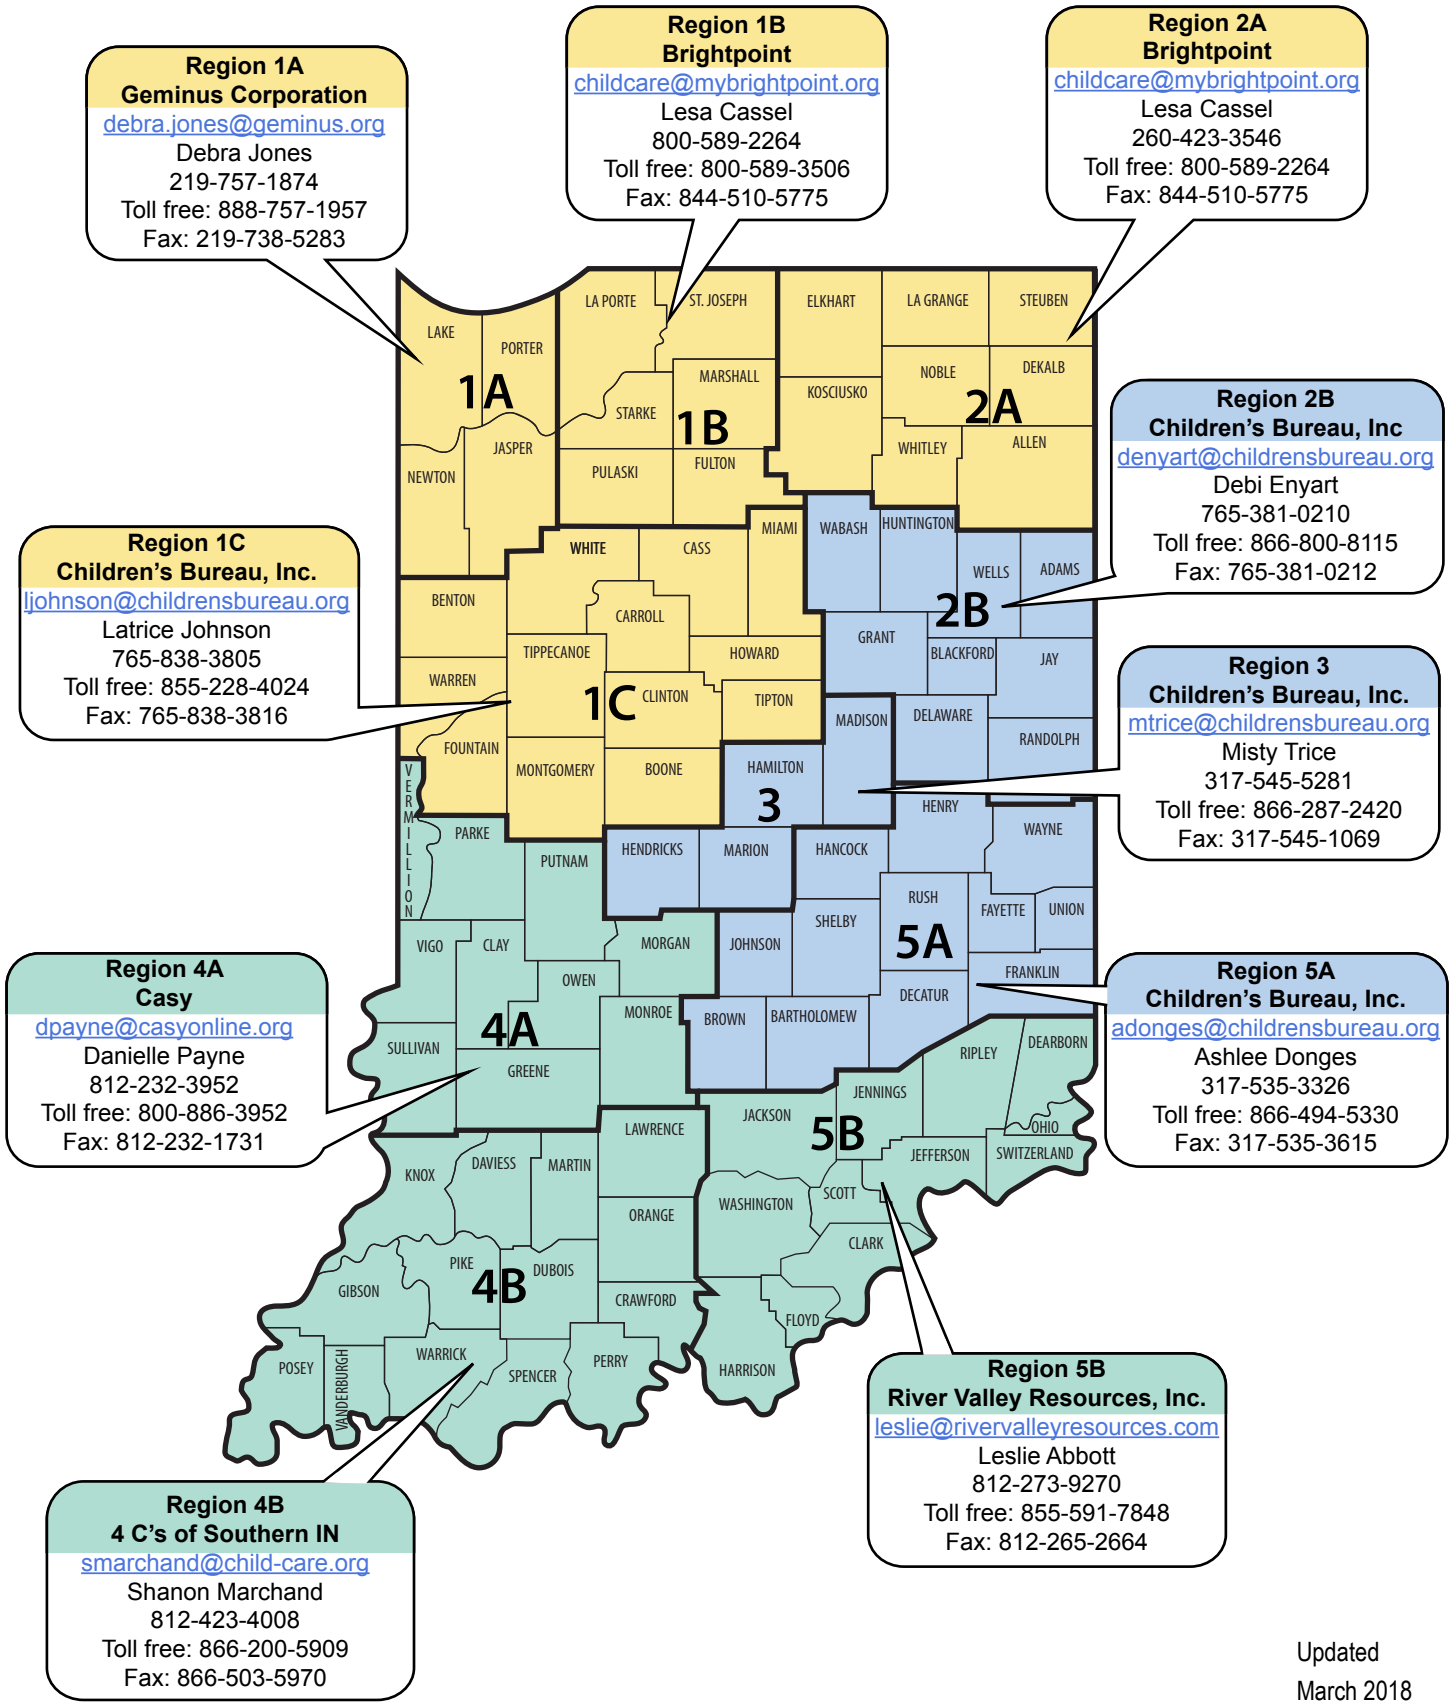 Region 1A
Geminus Corporation
debra.jones@geminus.org
Debra Jones
219-757-1874
Toll free: 888-757-1957
Fax: 219-738-5283
Region 1B
Brightpoint
childcare@mybrightpoint.org
Lesa Cassel
800-589-2264
Toll free: 800-589-3506
Fax: 844-510-5775
Region 2A
Brightpoint
childcare@mybrightpoint.org
Lesa Cassel
260-423-3546
Toll free: 800-589-2264
Fax: 844-510-5775
Region 2B
Children's Bureau, Inc
denyart@childrensbureau.org
Debi Enyart
765-381-0210
Toll free: 866-800-8115
Fax: 765-381-0212
Region 1C
Children's Bureau, Inc.
ljohnson@childrensbureau.org
Latrice Johnson
765-838-3805
Toll free: 855-228-4024
Fax: 765-838-3816
Region 3
Children's Bureau, Inc.
mtrice@childrensbureau.org
Misty Trice
317-545-5281
Toll free: 866-287-2420
Fax: 317-545-1069
Region 4A
Casy
dpayne@casyonline.org
Danielle Payne
812-232-3952
Toll free: 800-886-3952
Fax: 812-232-1731
Region 5A
Children's Bureau, Inc.
adonges@childrensbureau.org
Ashlee Donges
317-535-3326
Toll free: 866-494-5330
Fax: 317-535-3615
Region 5B
River Valley Resources, Inc.
leslie@rivervalleyresources.com
Leslie Abbott
812-273-9270
Toll free: 855-591-7848
Fax: 812-265-2664
Region 4B
4 C's of Southern IN
smarchand@child-care.org
Shanon Marchand
812-423-4008
Toll free: 866-200-5909
Fax: 866-503-5970
LAKE
PORTER
1A
JASPER
NEWTON
LA PORTE
ST. JOSEPH
MARSHALL
STARKE
1B
PULASKI
FULTON
ELKHART
LA GRANGE
STEUBEN
NOBLE
DEKALB
KOSCIUSKO
2A
WHITLEY
ALLEN
WHITE
CASS
MIAMI
BENTON
CARROLL
TIPPECANOE
HOWARD
WARREN
1C
CLINTON
TIPTON
FOUNTAIN
MONTGOMERY
BOONE
WABASH
HUNTINGTON
WELLS
ADAMS
2B
GRANT
BLACKFORD
JAY
DELAWARE
RANDOLPH
MADISON
HAMILTON
3
HENDRICKS
MARION
HENRY
WAYNE
HANCOCK
RUSH
FAYETTE
UNION
SHELBY
JOHNSON
5A
FRANKLIN
DECATUR
BROWN
BARTHOLOMEW
VERMILLION
PARKE
PUTNAM
VIGO
CLAY
MORGAN
OWEN
MONROE
4A
SULLIVAN
GREENE
RIPLEY
DEARBORN
JENNINGS
JACKSON
5B
OHIO
JEFFERSON
SWITZERLAND
SCOTT
WASHINGTON
CLARK
FLOYD
HARRISON
LAWRENCE
DAVIESS
MARTIN
KNOX
ORANGE
PIKE
DUBOIS
4B
GIBSON
CRAWFORD
WARRICK
PERRY
POSEY
VANDERBURGH
SPENCER
Updated
March 2018